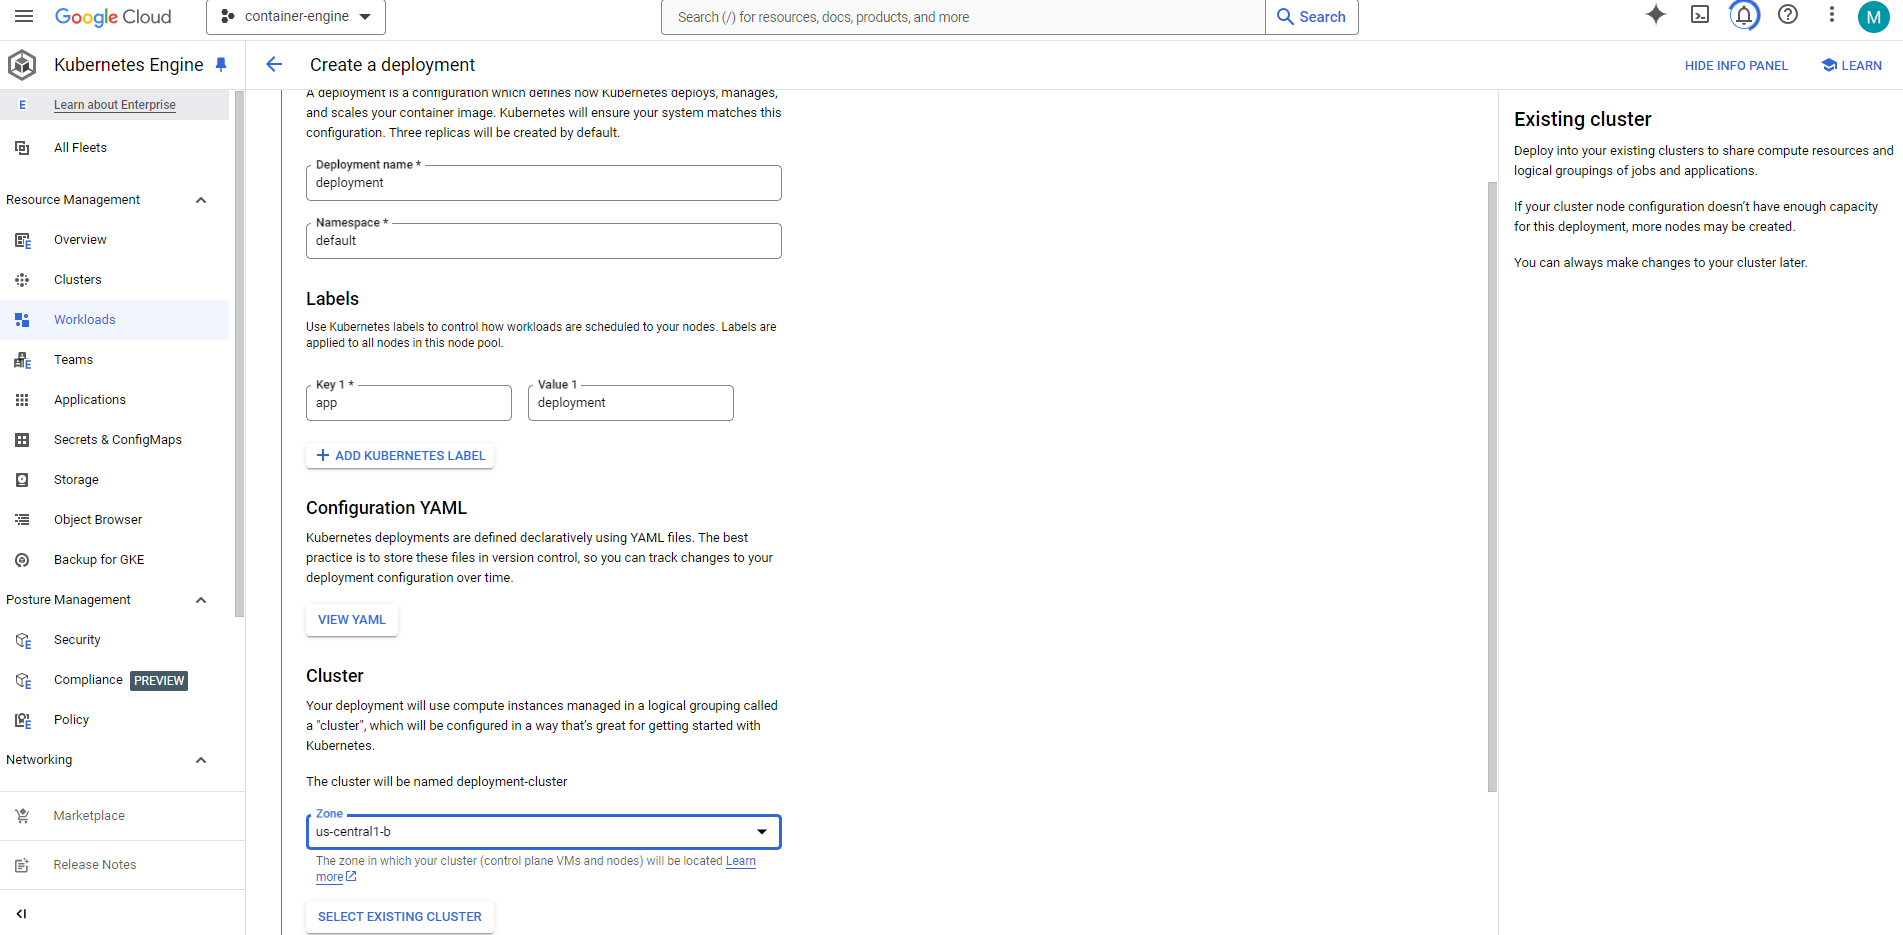 Google Cloud
container-engine
Search (/) for resources, docs, products, and more
Search
M
Kubernetes Engine
Create a deployment
HIDE INFO PANEL
LEARN
E
Learn about Enterprise
All Fleets
Resource Management
Overview
Clusters
Workloads
Teams
Applications
Secrets & ConfigMaps
Storage
Object Browser
Backup for GKE
Posture Management
Security
Compliance PREVIEW
Policy
Networking
Marketplace
Release Notes
A deployment is a configuration which defines how Kubernetes deploys, manages,
and scales your container image. Kubernetes will ensure your system matches this
configuration. Three replicas will be created by default.
Deployment name *
deployment
Namespace *
default
Labels
Use Kubernetes labels to control how workloads are scheduled to your nodes. Labels are
applied to all nodes in this node pool.
Key 1 *
app
Value 1
deployment
ADD KUBERNETES LABEL
Configuration YAML
Kubernetes deployments are defined declaratively using YAML files. The best
practice is to store these files in version control, so you can track changes to your
deployment configuration over time.
VIEW YAML
Cluster
Your deployment will use compute instances managed in a logical grouping called
a "cluster", which will be configured in a way that's great for getting started with
Kubernetes.
The cluster will be named deployment-cluster
Zone
us-central1-b
The zone in which your cluster (control plane VMs and nodes) will be located Learn
more
SELECT EXISTING CLUSTER
Existing cluster
Deploy into your existing clusters to share compute resources and
logical groupings of jobs and applications.
If your cluster node configuration doesn't have enough capacity
for this deployment, more nodes may be created.
You can always make changes to your cluster later.